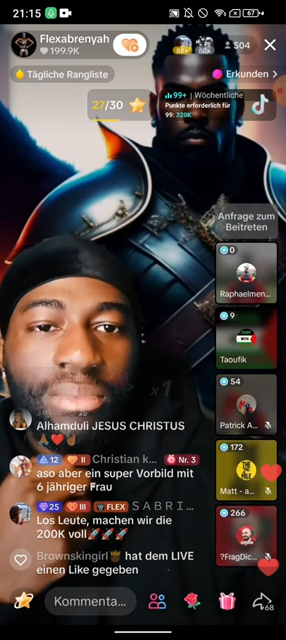 21:15
67
Flexabrenyah
199.9K
504
Tägliche Rangliste
Erkunden >
27/30
99+ | Wöchentliche
Punkte erforderlich für
99: 320K
Anfrage zum
Beitreten
0
Raphaelmen...
9
Taoufik
54
Patrick A...
172
Matt - a...
266
?FragDic...
x1
Alhamduli JESUS CHRISTUS
12 II Christian k... Nr. 3
aso aber ein super Vorbild mit
6 jähriger Frau
25 III FLEX S A B R I...
Los Leute, machen wir die
200K voll
Brownskingirl hat dem LIVE
einen Like gegeben
Kommenta...
68